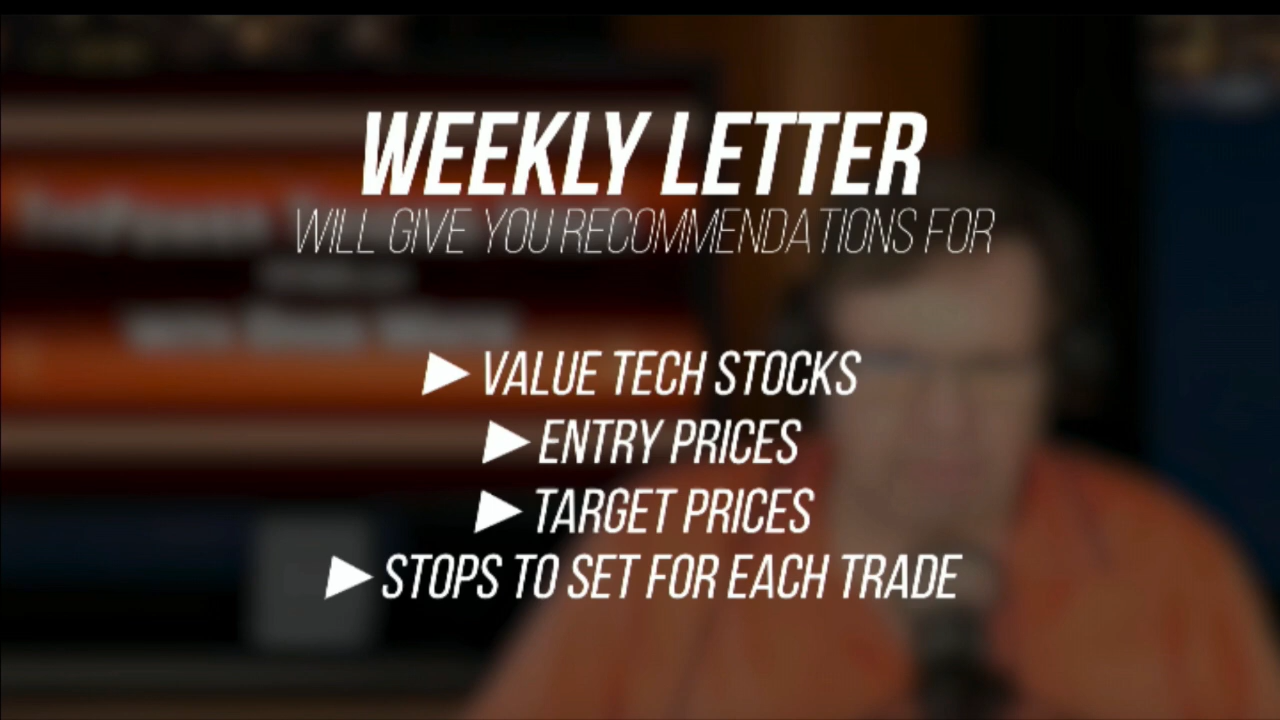 WEEKLY LETTER
WILL GIVE YOU RECOMMENDATIONS FOR
▶ VALUE TECH STOCKS
▶ ENTRY PRICES
▶ TARGET PRICES
▶ STOPS TO SET FOR EACH TRADE